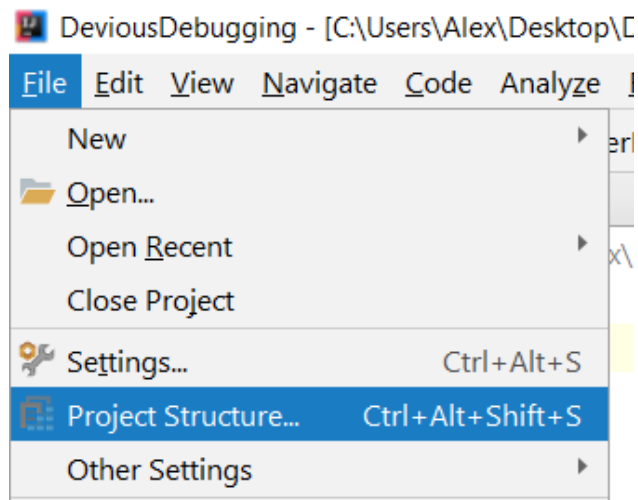 DeviousDebugging - [C:\Users\Alex\Desktop\
File Edit View Navigate Code Analyze
New
Open...
Open Recent
Close Project
Settings... Ctrl+Alt+S
Project Structure... Ctrl+Alt+Shift+S
Other Settings